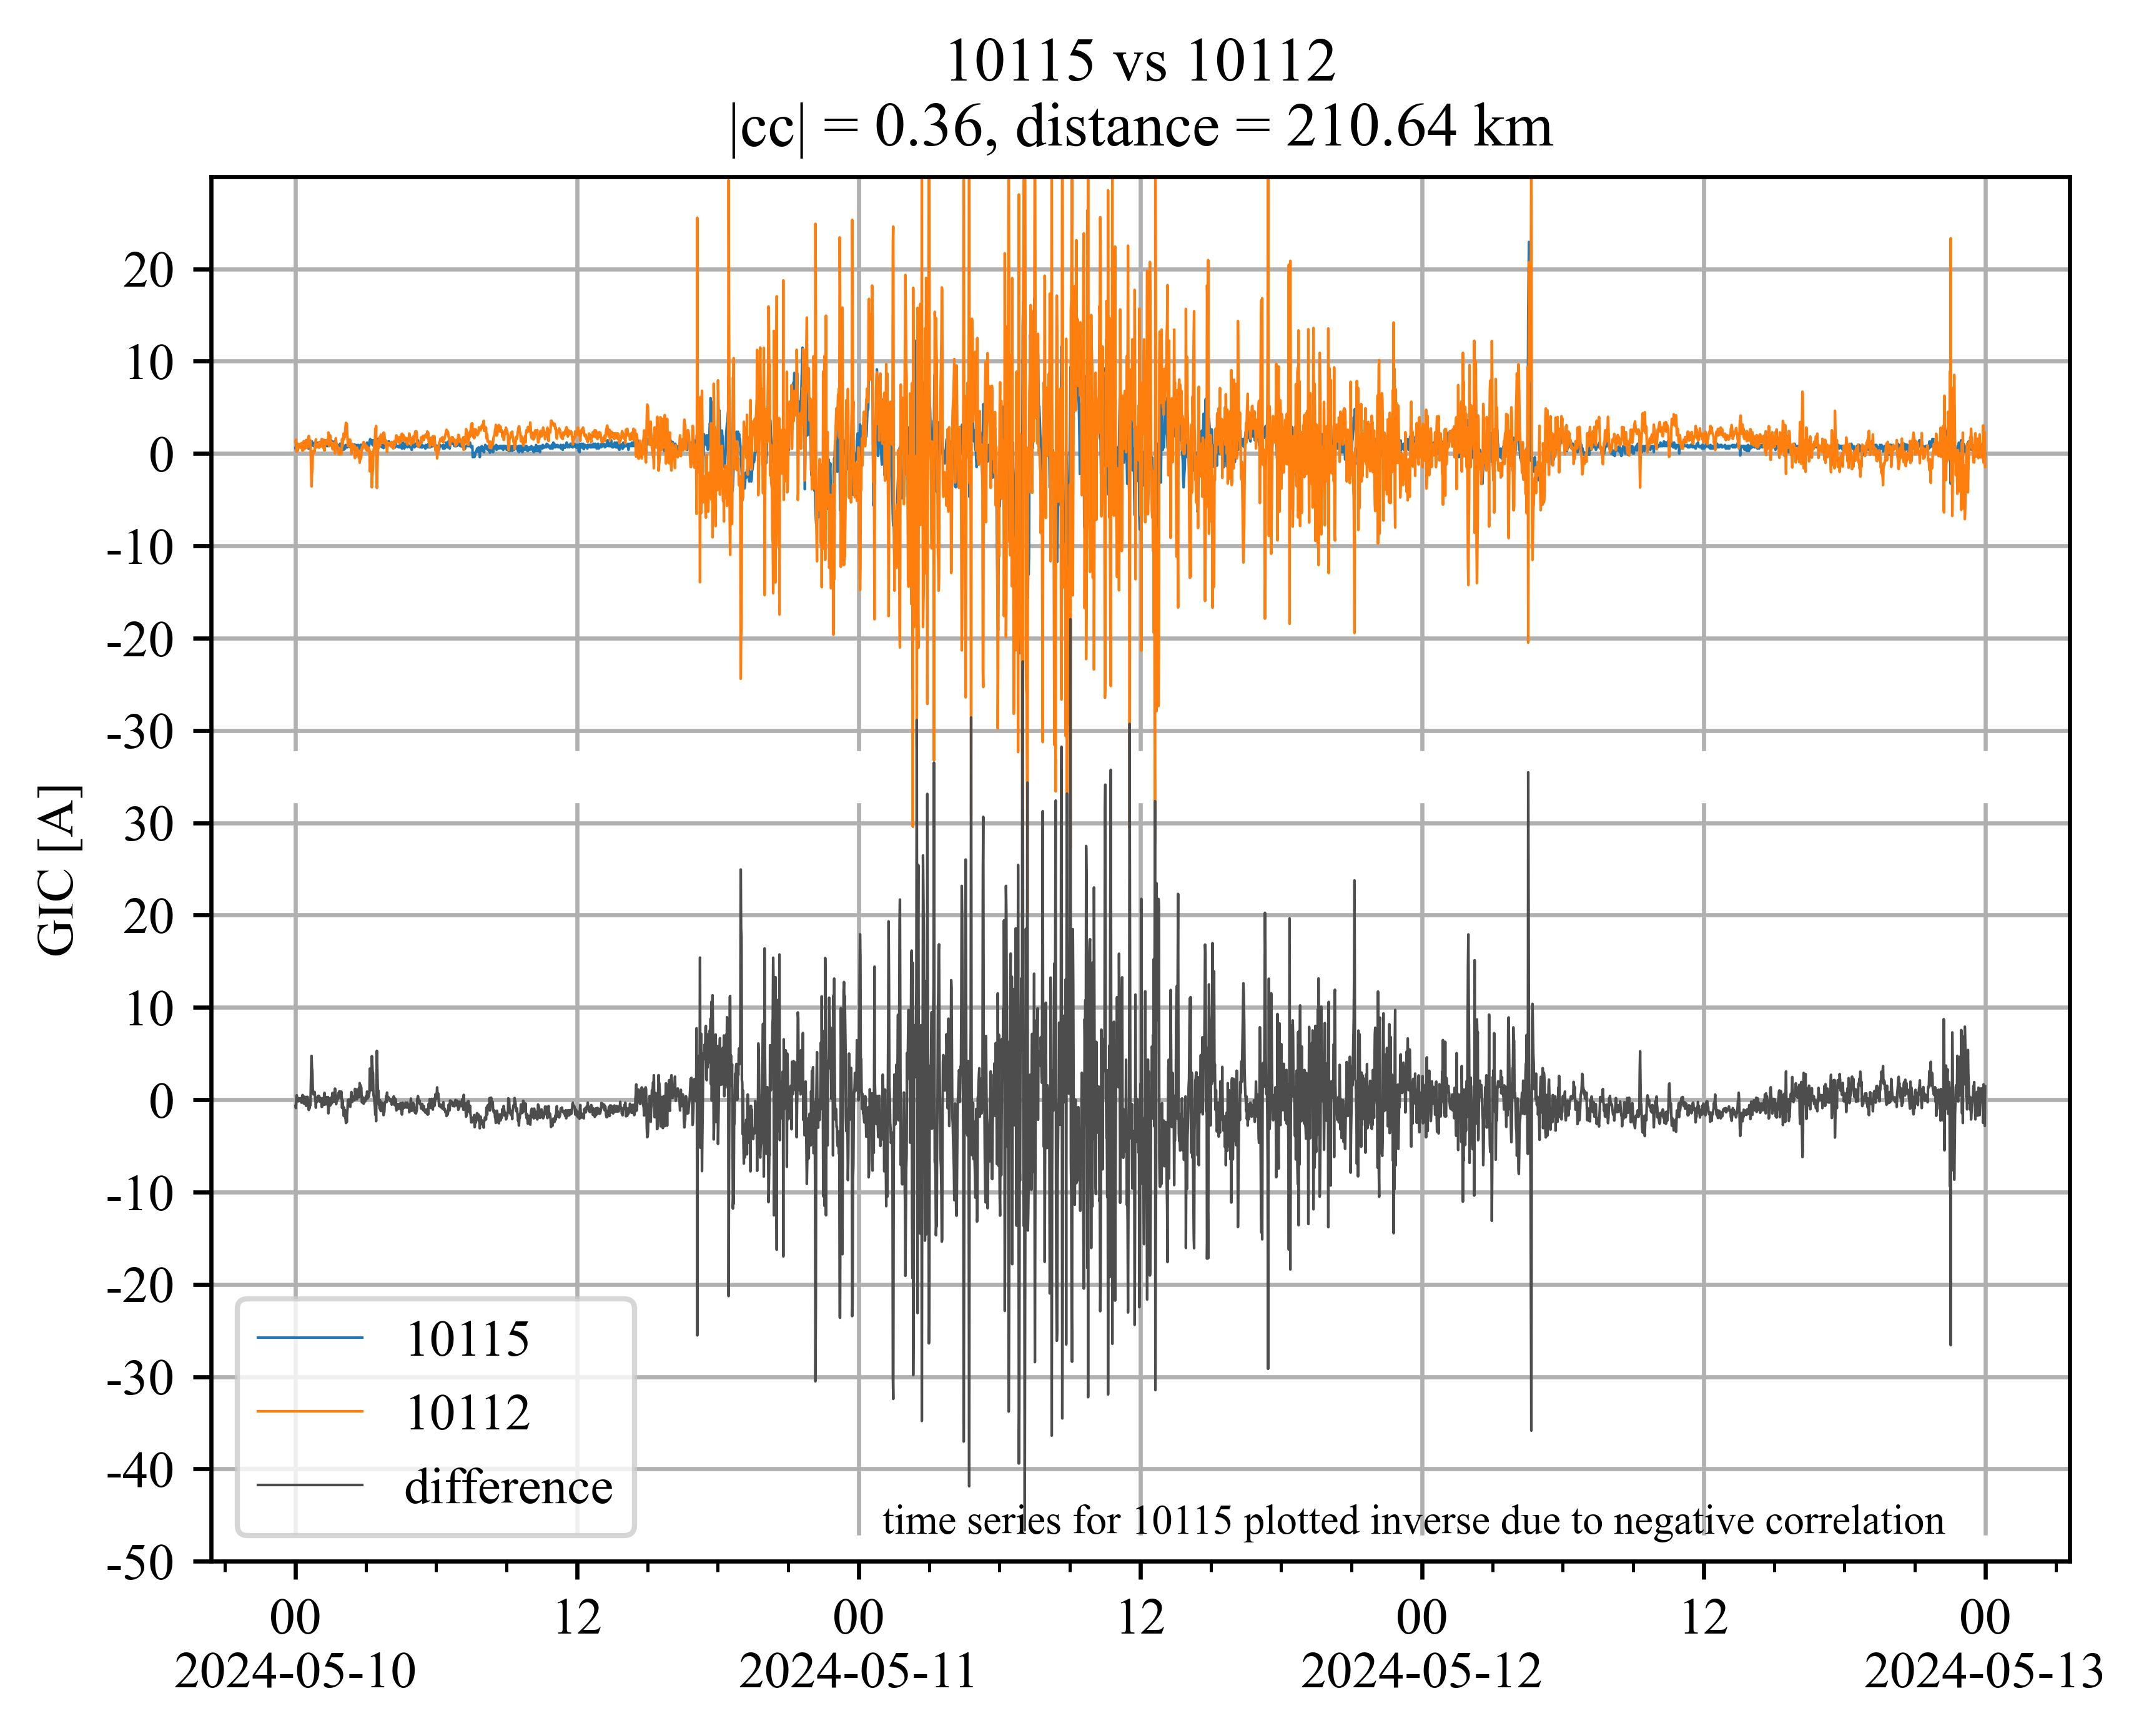 10115 vs 10112
|cc| = 0.36, distance = 210.64 km
20
10
0
-10
-20
-30
30
20
10
0
-10
-20
-30
-40
-50
GIC [A]
10115
10112
difference
time series for 10115 plotted inverse due to negative correlation
00 12 00 12 00 12 00
2024-05-10 2024-05-11 2024-05-12 2024-05-13